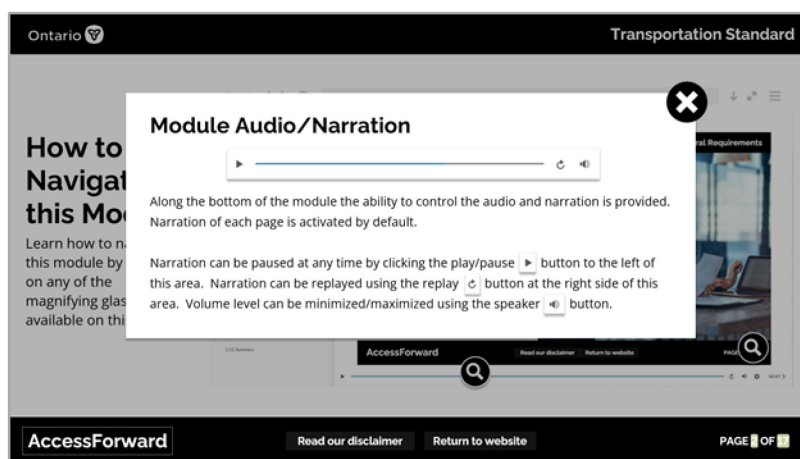 Ontario
Transportation Standard
Module Audio/Narration
Along the bottom of the module the ability to control the audio and narration is provided.
Narration of each page is activated by default.
Narration can be paused at any time by clicking the play/pause button to the left of
this area. Narration can be replayed using the replay button at the right side of this
area. Volume level can be minimized/maximized using the speaker button.
How to
Navigat
this Mo
Learn how to na
this module by
on any of the
magnifying glas
available on thi
ral Requirements
AccessForward
Read our disclaimer
Return to website
PAG
NEXT
AccessForward
Read our disclaimer
Return to website
PAGE 2 OF 17